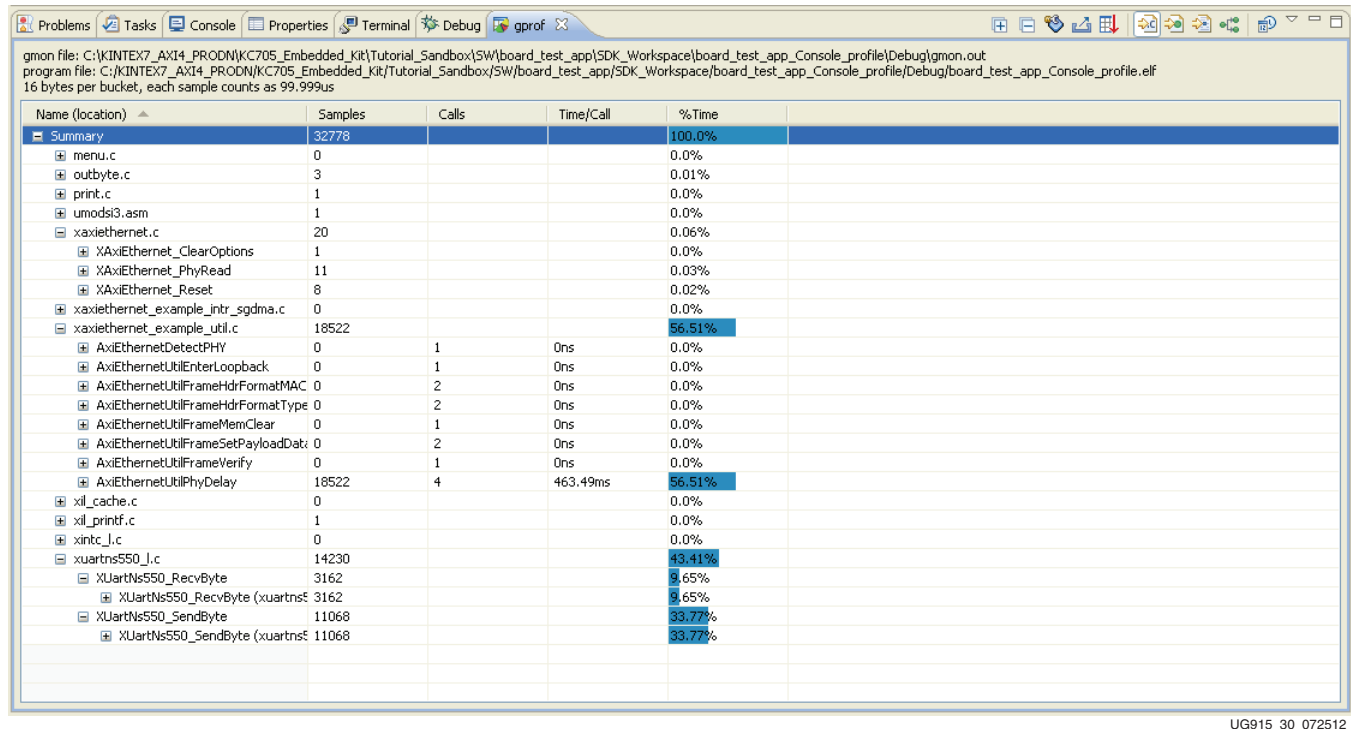 Problems Tasks Console Properties Terminal Debug gprof
gmon file: C:\KINTEX7_AXI4_PRODN\KC705_Embedded_Kit\Tutorial_Sandbox\SW\board_test_app\SDK_Workspace\board_test_app_Console_profile\Debug\gmon.out
program file: C:/KINTEX7_AXI4_PRODN/KC705_Embedded_Kit/Tutorial_Sandbox/SW/board_test_app/SDK_Workspace/board_test_app_Console_profile/Debug/board_test_app_Console_profile.elf
16 bytes per bucket, each sample counts as 99.999us
Name (location) Samples Calls Time/Call %Time
Summary 32778 100.0%
menu.c 0 0.0%
outbyte.c 3 0.01%
print.c 1 0.0%
umodsi3.asm 1 0.0%
xaxiethernet.c 20 0.06%
XAxiEthernet_ClearOptions 1 0.0%
XAxiEthernet_PhyRead 11 0.03%
XAxiEthernet_Reset 8 0.02%
xaxiethernet_example_intr_sgdma.c 0 0.0%
xaxiethernet_example_util.c 18522 56.51%
AxiEthernetDetectPHY 0 1 0ns 0.0%
AxiEthernetUtilEnterLoopback 0 1 0ns 0.0%
AxiEthernetUtilFrameHdrFormatMAC 0 2 0ns 0.0%
AxiEthernetUtilFrameHdrFormatType 0 2 0ns 0.0%
AxiEthernetUtilFrameMemClear 0 1 0ns 0.0%
AxiEthernetUtilFrameSetPayloadData 0 2 0ns 0.0%
AxiEthernetUtilFrameVerify 0 1 0ns 0.0%
AxiEthernetUtilPhyDelay 18522 4 463.49ms 56.51%
xil_cache.c 0 0.0%
xil_printf.c 1 0.0%
xintc_l.c 0 0.0%
xuartns550_l.c 14230 43.41%
XUartNs550_RecvByte 3162 9.65%
XUartNs550_RecvByte (xuartns5 3162 9.65%
XUartNs550_SendByte 11068 33.77%
XUartNs550_SendByte (xuartns5 11068 33.77%
UG915_30_072512